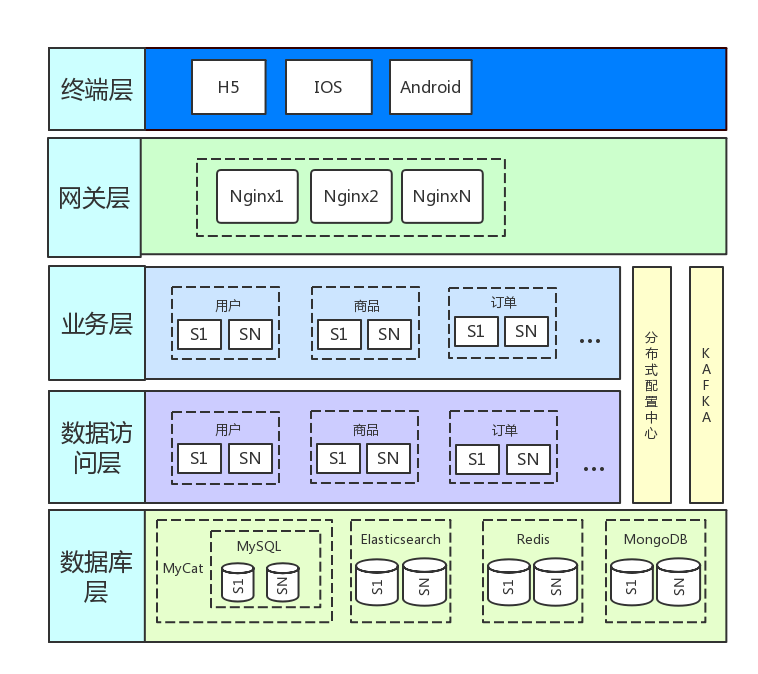 终端层
H5
IOS
Android
网关层
Nginx1
Nginx2
NginxN
业务层
用户
S1
SN
商品
S1
SN
订单
S1
SN
...
分布式配置中心
KAFKA
数据访
问层
用户
S1
SN
商品
S1
SN
订单
S1
SN
...
数据库
层
MyCat
MySQL
S1
SN
Elasticsearch
S1
SN
Redis
S1
SN
MongoDB
S1
SN